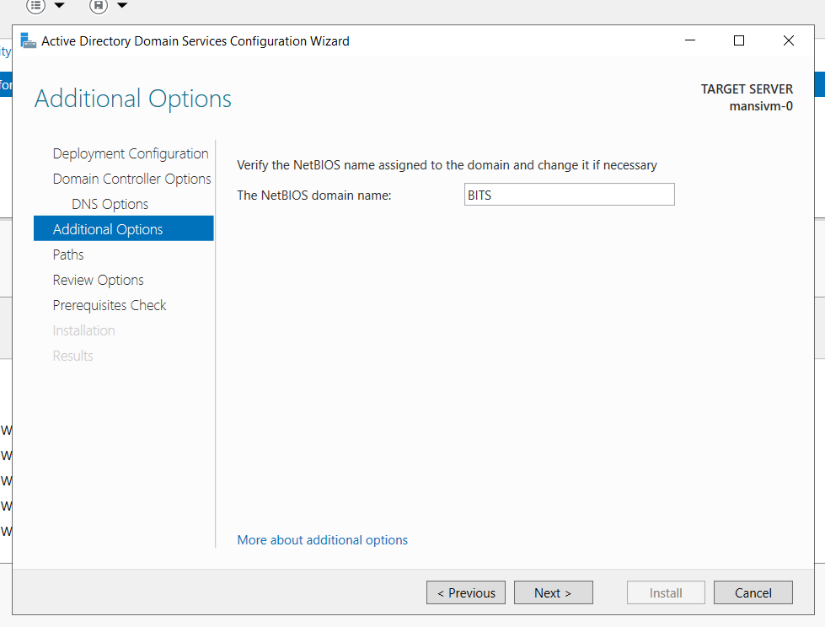 Active Directory Domain Services Configuration Wizard
ity
for
Additional Options
TARGET SERVER
mansivm-0
Deployment Configuration
Domain Controller Options
DNS Options
Additional Options
Paths
Review Options
Prerequisites Check
Installation
Results
Verify the NetBIOS name assigned to the domain and change it if necessary
The NetBIOS domain name: BITS
W
W
W
W
W
More about additional options
< Previous Next > Install Cancel